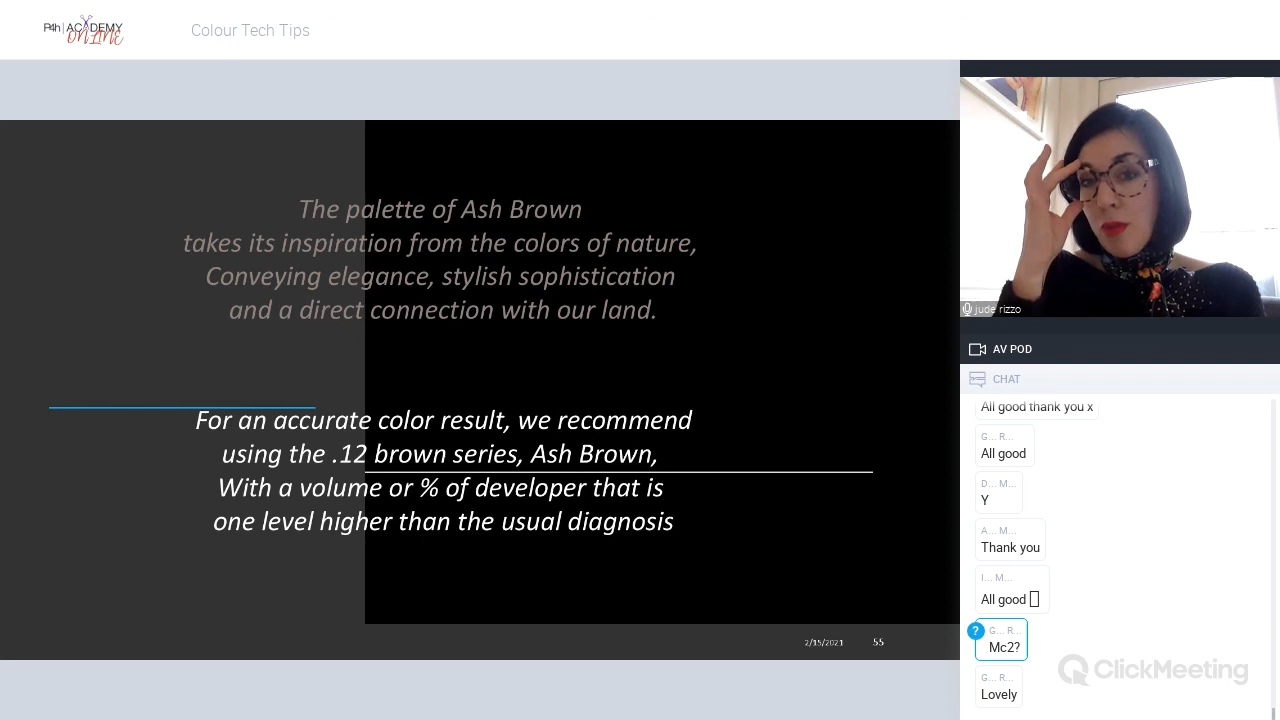 P4h | ACADEMY
ONLINE
Colour Tech Tips
The palette of Ash Brown
takes its inspiration from the colors of nature,
Conveying elegance, stylish sophistication
and a direct connection with our land.
For an accurate color result, we recommend
using the .12 brown series, Ash Brown,
With a volume or % of developer that is
one level higher than the usual diagnosis
2/15/2021
55
jude rizzo
AV POD
CHAT
All good thank you x
G... R...
All good
D... M...
Y
A... M...
Thank you
I... M...
All good
?
G... R...
Mc2?
G... R...
Lovely
ClickMeeting